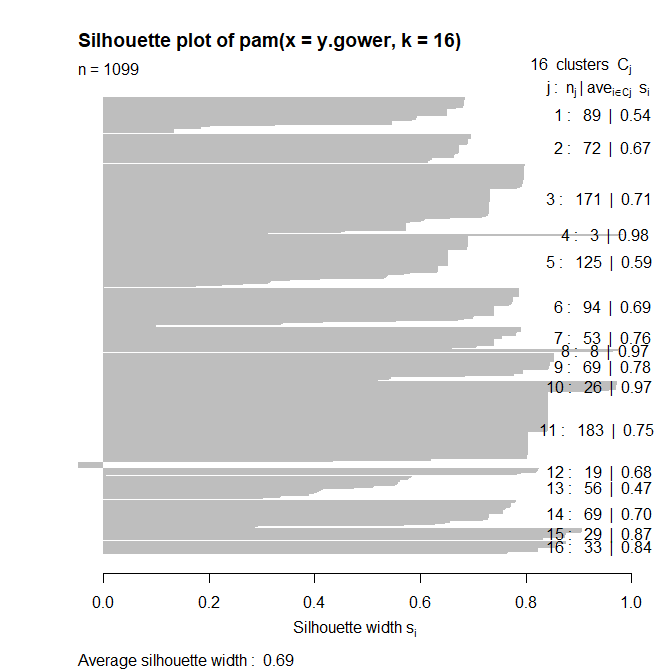 Silhouette plot of pam(x = y.gower, k = 16)
n = 1099
16 clusters Cj
j : nj | avei∈Cj si
1 : 89 | 0.54
2 : 72 | 0.67
3 : 171 | 0.71
4 : 3 | 0.98
5 : 125 | 0.59
6 : 94 | 0.69
7 : 53 | 0.76
8 : 8 | 0.97
9 : 69 | 0.78
10 : 26 | 0.97
11 : 183 | 0.75
12 : 19 | 0.68
13 : 56 | 0.47
14 : 69 | 0.70
15 : 29 | 0.87
16 : 33 | 0.84
0.0 0.2 0.4 0.6 0.8 1.0
Silhouette width si
Average silhouette width : 0.69